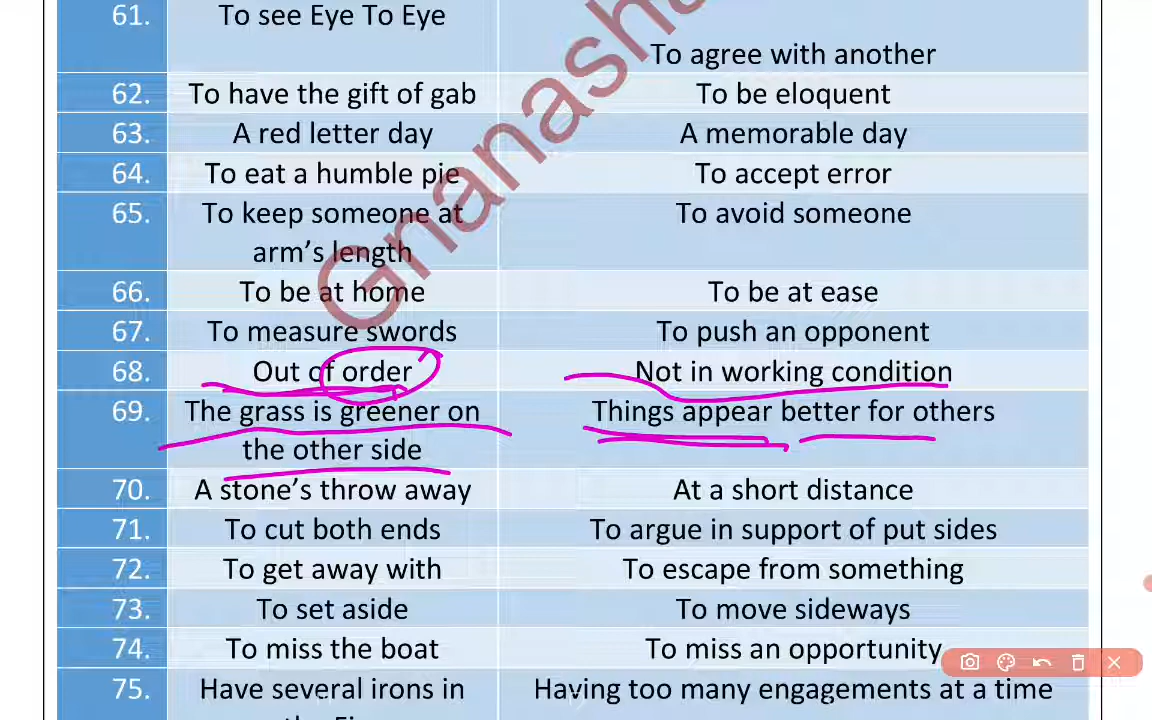 61. To see Eye To Eye
To agree with another
62. To have the gift of gab To be eloquent
63. A red letter day A memorable day
64. To eat a humble pie To accept error
65. To keep someone at To avoid someone
arm's length
66. To be at home To be at ease
67. To measure swords To push an opponent
68. Out of order Not in working condition
69. The grass is greener on Things appear better for others
the other side
70. A stone's throw away At a short distance
71. To cut both ends To argue in support of put sides
72. To get away with To escape from something
73. To set aside To move sideways
74. To miss the boat To miss an opportunity
75. Have several irons in Having too many engagements at a time
Gnanasha